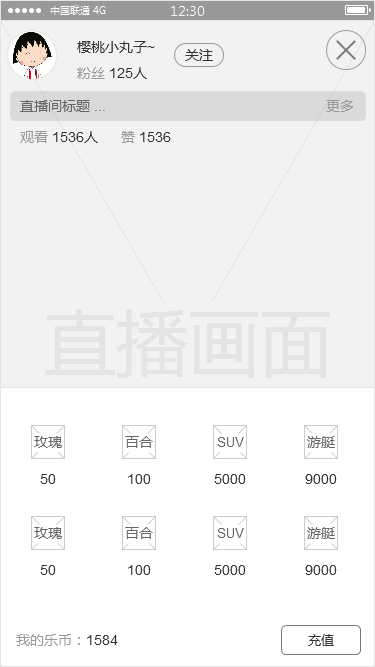 中国联通 4G 12:30
樱桃小丸子~
关注
粉丝 125人
直播间标题 ... 更多
观看 1536人 赞 1536
直播画面
玫瑰 百合 SUV 游艇
50 100 5000 9000
玫瑰 百合 SUV 游艇
50 100 5000 9000
我的乐币：1584 充值